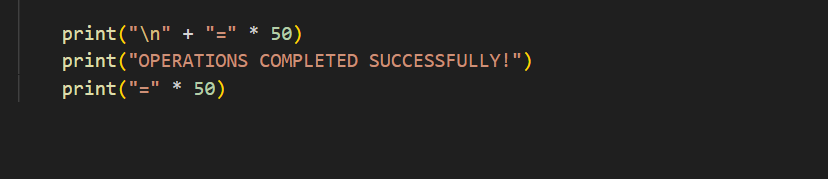 print("\n" + "=" * 50)
print("OPERATIONS COMPLETED SUCCESSFULLY!")
print("=" * 50)